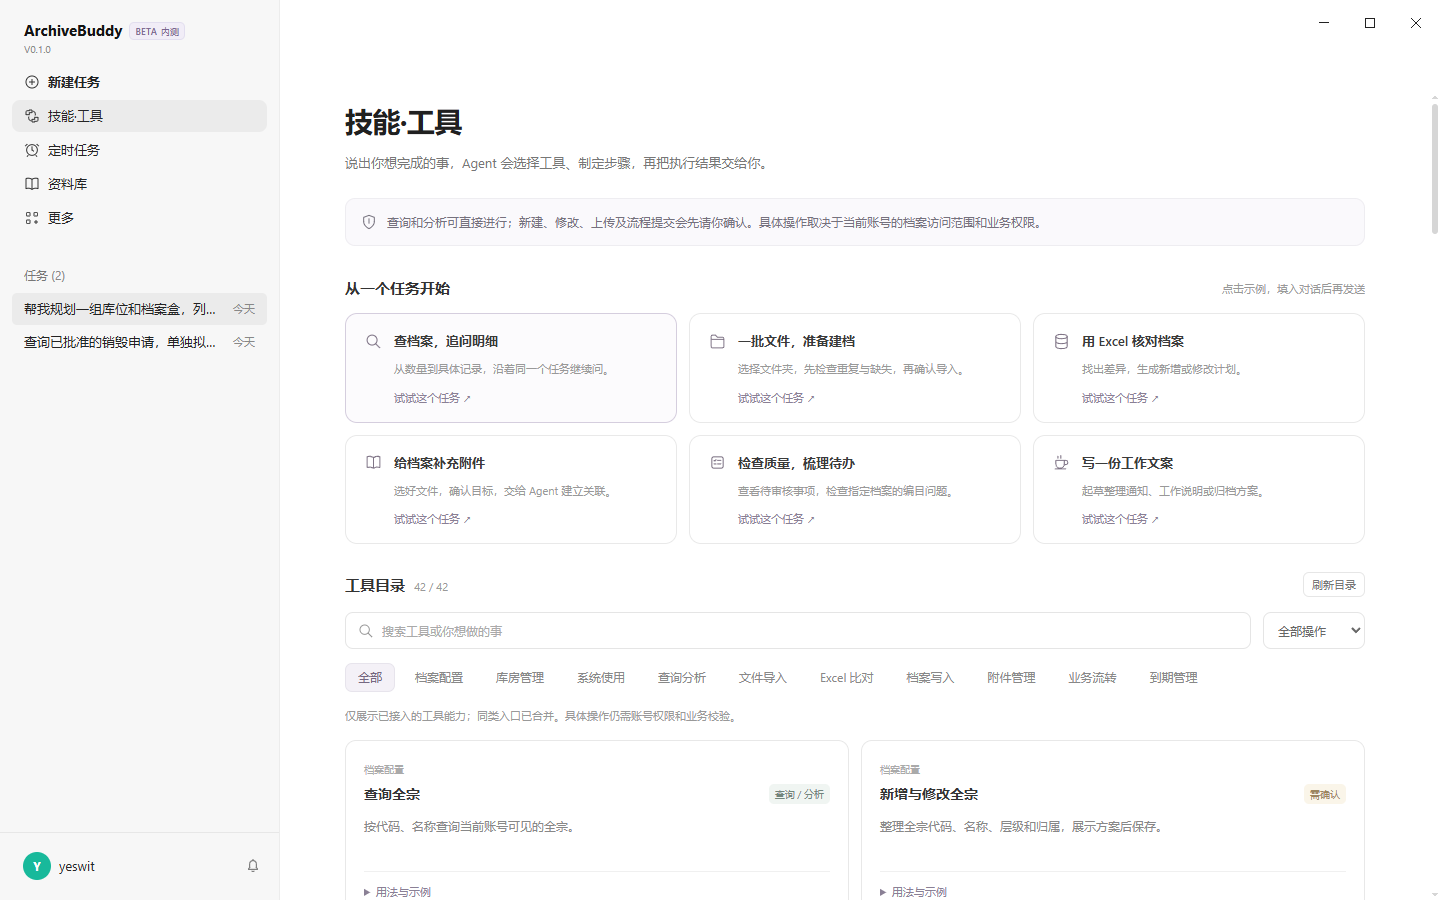 ArchiveBuddy BETA 内测
V0.1.0
新建任务
技能·工具
定时任务
资料库
更多
任务 (2)
帮我规划一组库位和档案盒，列... 今天
查询已批准的销毁申请，单独拟... 今天
Y yeswit
技能·工具
说出你想完成的事，Agent 会选择工具、制定步骤，再把执行结果交给你。
查询和分析可直接进行；新建、修改、上传及流程提交会先请你确认。具体操作取决于当前账号的档案访问范围和业务权限。
从一个任务开始 点击示例，填入对话后再发送
查档案，追问明细
从数量到具体记录，沿着同一个任务继续问。
试试这个任务 ↗
一批文件，准备建档
选择文件夹，先检查重复与缺失，再确认导入。
试试这个任务 ↗
用 Excel 核对档案
找出差异，生成新增或修改计划。
试试这个任务 ↗
给档案补充附件
选好文件，确认目标，交给 Agent 建立关联。
试试这个任务 ↗
检查质量，梳理待办
查看待审核事项，检查指定档案的编目问题。
试试这个任务 ↗
写一份工作文案
起草整理通知、工作说明或归档方案。
试试这个任务 ↗
工具目录 42 / 42 刷新目录
搜索工具或你想做的事 全部操作
全部 档案配置 库房管理 系统使用 查询分析 文件导入 Excel 比对 档案写入 附件管理 业务流转 到期管理
仅展示已接入的工具能力；同类入口已合并。具体操作仍需账号权限和业务校验。
档案配置
查询全宗 查询 / 分析
按代码、名称查询当前账号可见的全宗。
▶ 用法与示例
档案配置
新增与修改全宗 需确认
整理全宗代码、名称、层级和归属，展示方案后保存。
▶ 用法与示例